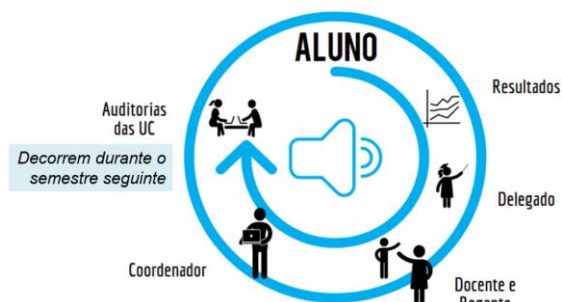 ALUNO
Resultados
Auditorias
das UC
Decorrem durante o
semestre seguinte
Delegado
Coordenador
Docente e